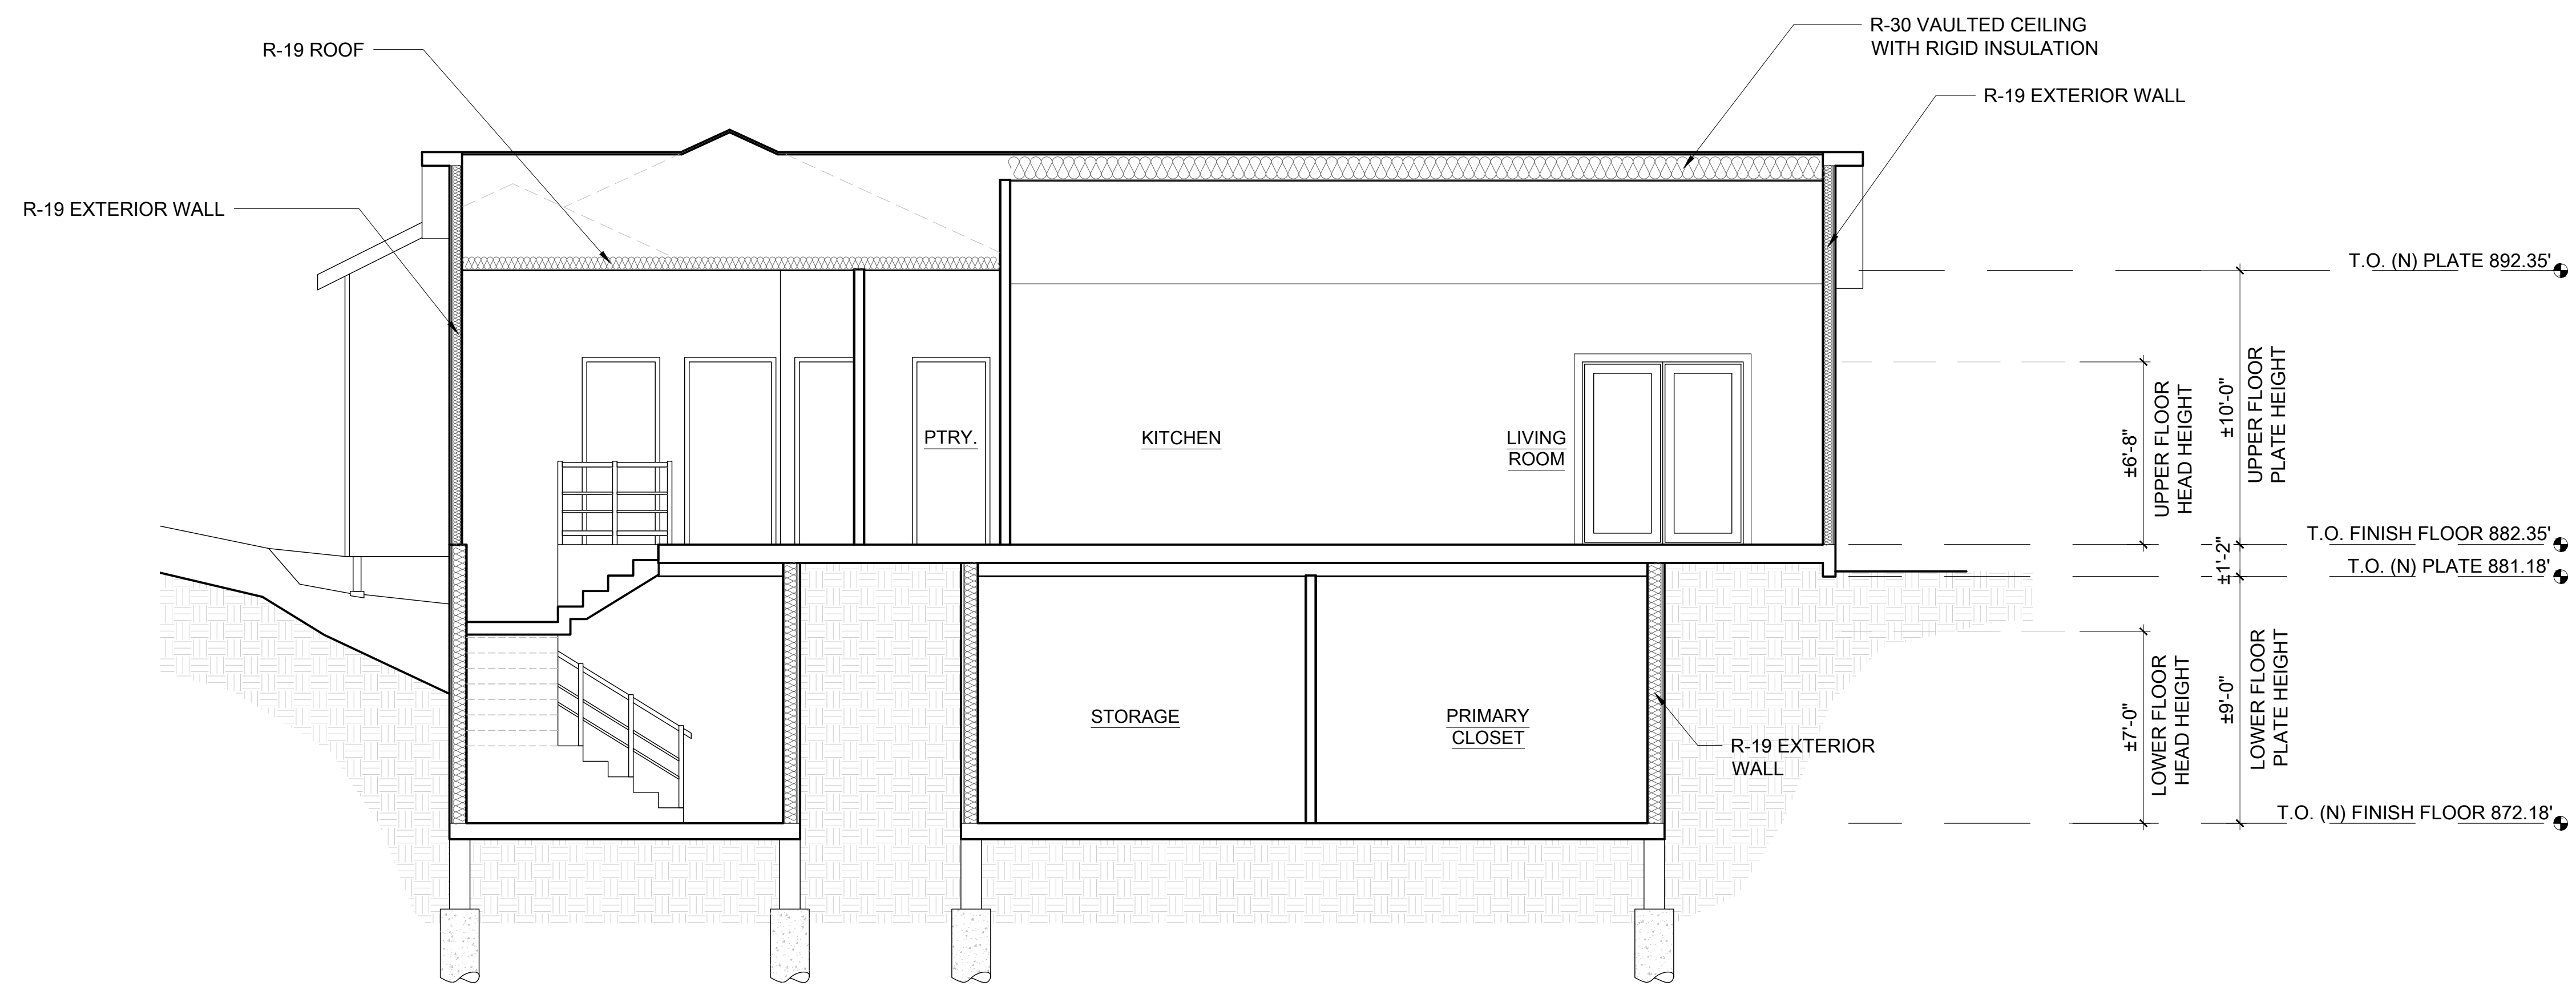 R-30 VAULTED CEILING
WITH RIGID INSULATION
R-19 ROOF
R-19 EXTERIOR WALL
R-19 EXTERIOR WALL
T.O. (N) PLATE 892.35'
±6'-8"
UPPER FLOOR
HEAD HEIGHT
±10'-0"
UPPER FLOOR
PLATE HEIGHT
PTRY.
KITCHEN
LIVING
ROOM
T.O. FINISH FLOOR 882.35'
±1'-2"
T.O. (N) PLATE 881.18'
±7'-0"
LOWER FLOOR
HEAD HEIGHT
±9'-0"
LOWER FLOOR
PLATE HEIGHT
STORAGE
PRIMARY
CLOSET
R-19 EXTERIOR
WALL
T.O. (N) FINISH FLOOR 872.18'